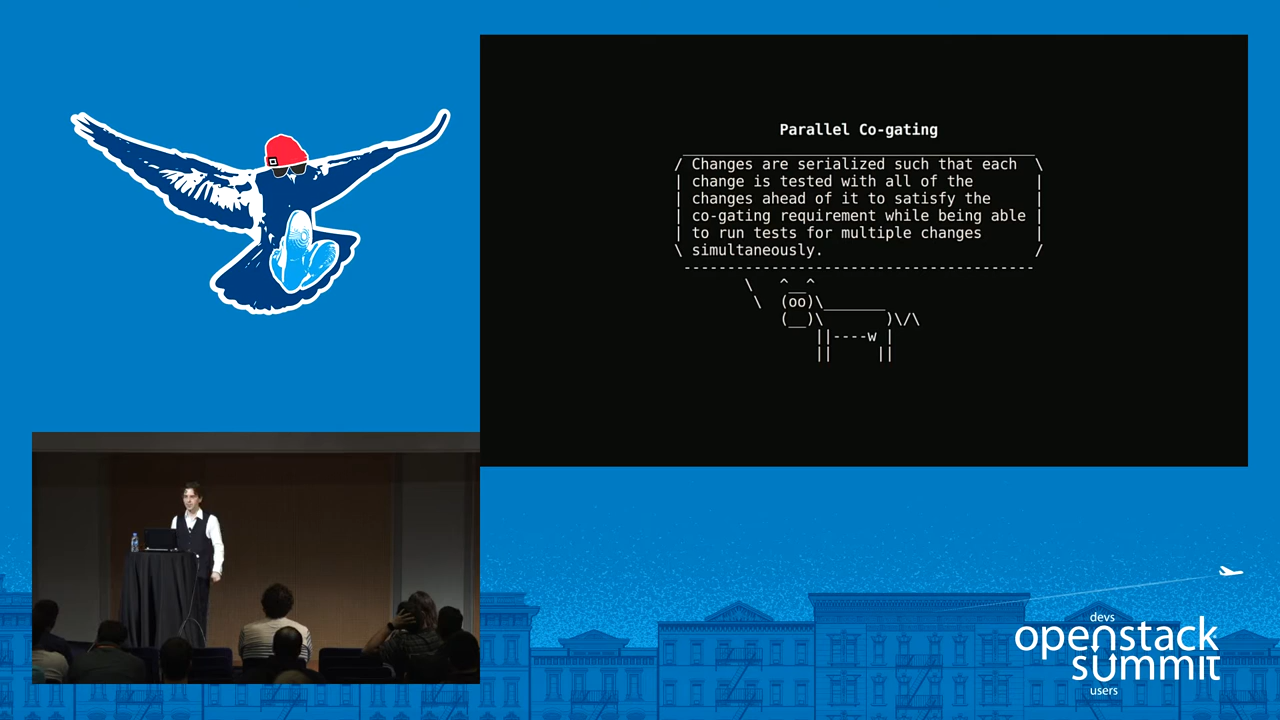 Parallel Co-gating
Changes are serialized such that each
change is tested with all of the
changes ahead of it to satisfy the
co-gating requirement while being able
to run tests for multiple changes
simultaneously.
devs
openstack
summit
users